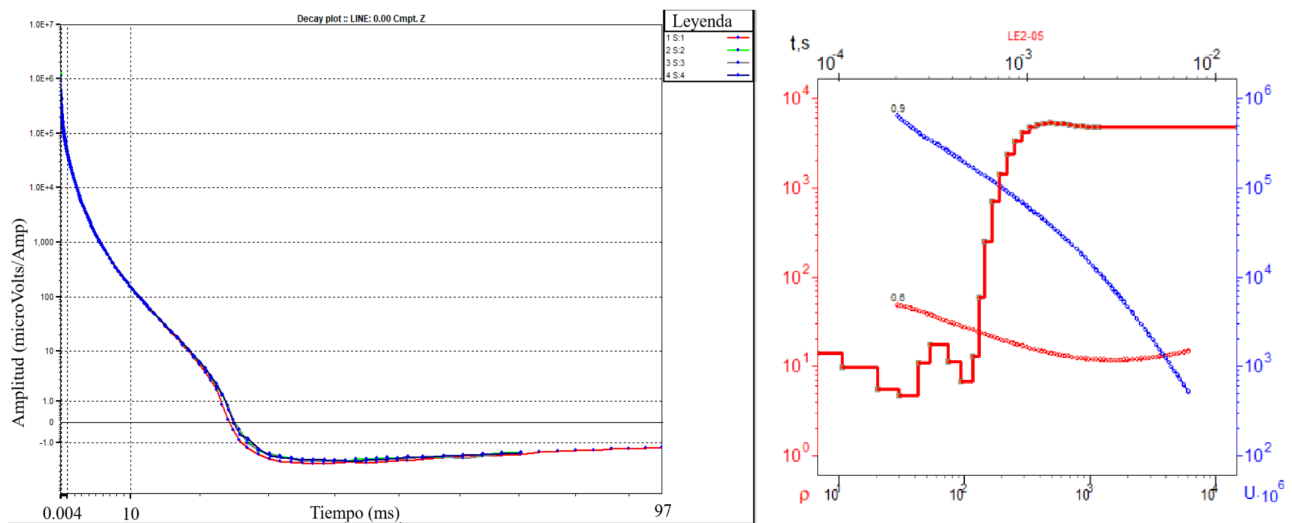 Decay plot :: LINE: 0.00 Cmpt. Z
Leyenda
1 S:1
2 S:2
3 S:3
4 S:4
1.0E+7
1.0E+6
1.0E+5
1.0E+4
1,000
100
10
1.0
0
-1.0
Amplitud (microVolts/Amp)
0.004
10
Tiempo (ms)
97
LE2-05
t,s
10-4
10-3
10-2
104
103
102
101
100
ρ
0.9
0.6
106
105
104
103
102
101
102
103
104
U·106